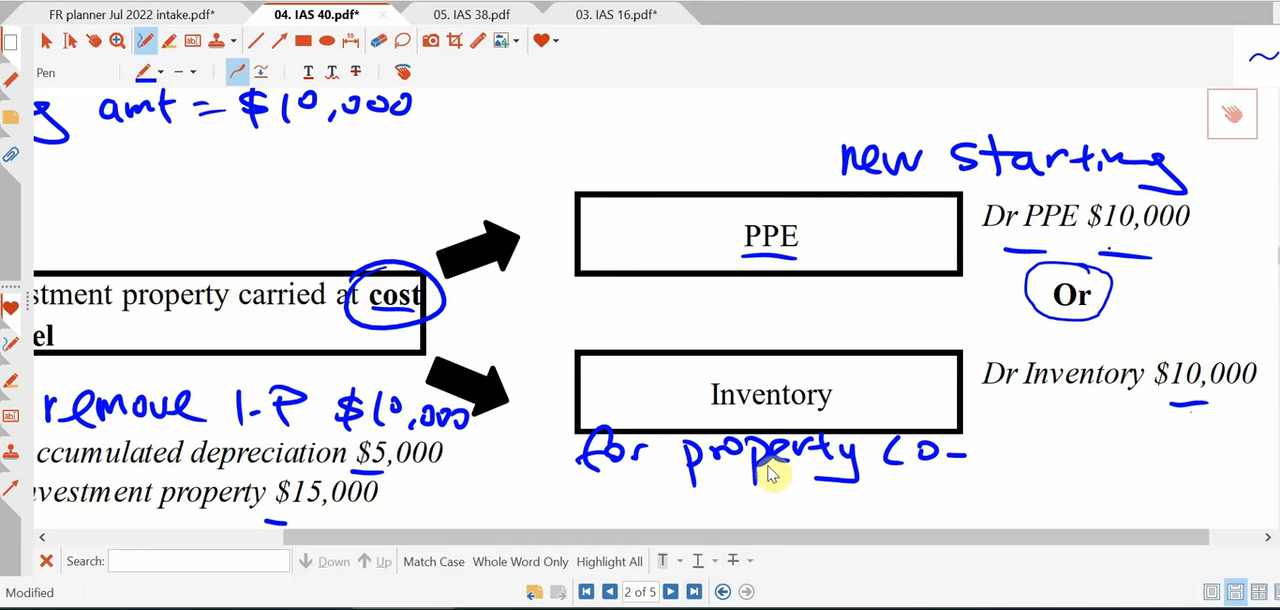 FR planner Jul 2022 intake.pdf*
04. IAS 40.pdf*
05. IAS 38.pdf
03. IAS 16.pdf*
Pen
amt = $10,000
new starting
PPE
Dr PPE $10,000
Or
stment property carried at cost
el
Inventory
Dr Inventory $10,000
remove I-P $10,000
for property co-
ccumulated depreciation $5,000
nvestment property $15,000
Search:
Down
Up
Match Case
Whole Word Only
Highlight All
Modified
2 of 5